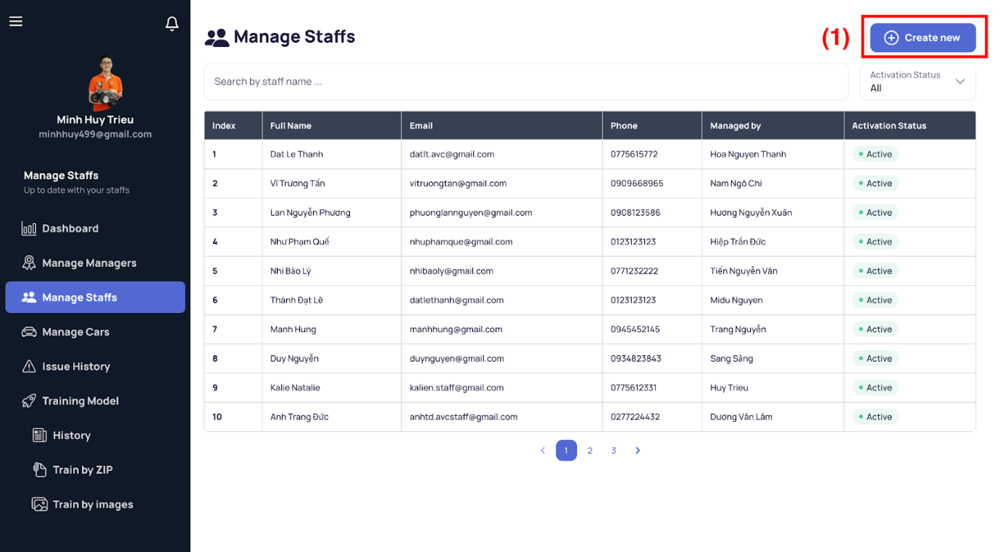 Minh Huy Trieu
minhhuy499@gmail.com
Manage Staffs
Up to date with your staffs
Dashboard
Manage Managers
Manage Staffs
Manage Cars
Issue History
Training Model
History
Train by ZIP
Train by images
Manage Staffs
(1)
Create new
Search by staff name ...
Activation Status
All
Index Full Name Email Phone Managed by Activation Status
1 Dat Le Thanh datlt.avc@gmail.com 0775615772 Hoa Nguyen Thanh Active
2 Vĩ Trương Tấn vitruongtan@gmail.com 0909668965 Nam Ngô Chí Active
3 Lan Nguyễn Phương phuonglannguyen@gmail.com 0908123586 Hương Nguyễn Xuân Active
4 Như Phạm Quế nhuphamque@gmail.com 0123123123 Hiệp Trần Đức Active
5 Nhi Bảo Lý nhibaoly@gmail.com 0771232222 Tiến Nguyễn Văn Active
6 Thành Đạt Lê datlethanh@gmail.com 0123123123 Midu Nguyen Active
7 Manh Hung manhhung@gmail.com 0945452145 Trang Nguyễn Active
8 Duy Nguyễn duynguyen@gmail.com 0934823843 Sang Sảng Active
9 Kalie Natalie kalien.staff@gmail.com 0775612331 Huy Trieu Active
10 Anh Trang Đức anhtd.avcstaff@gmail.com 0277224432 Dương Văn Lâm Active
1 2 3